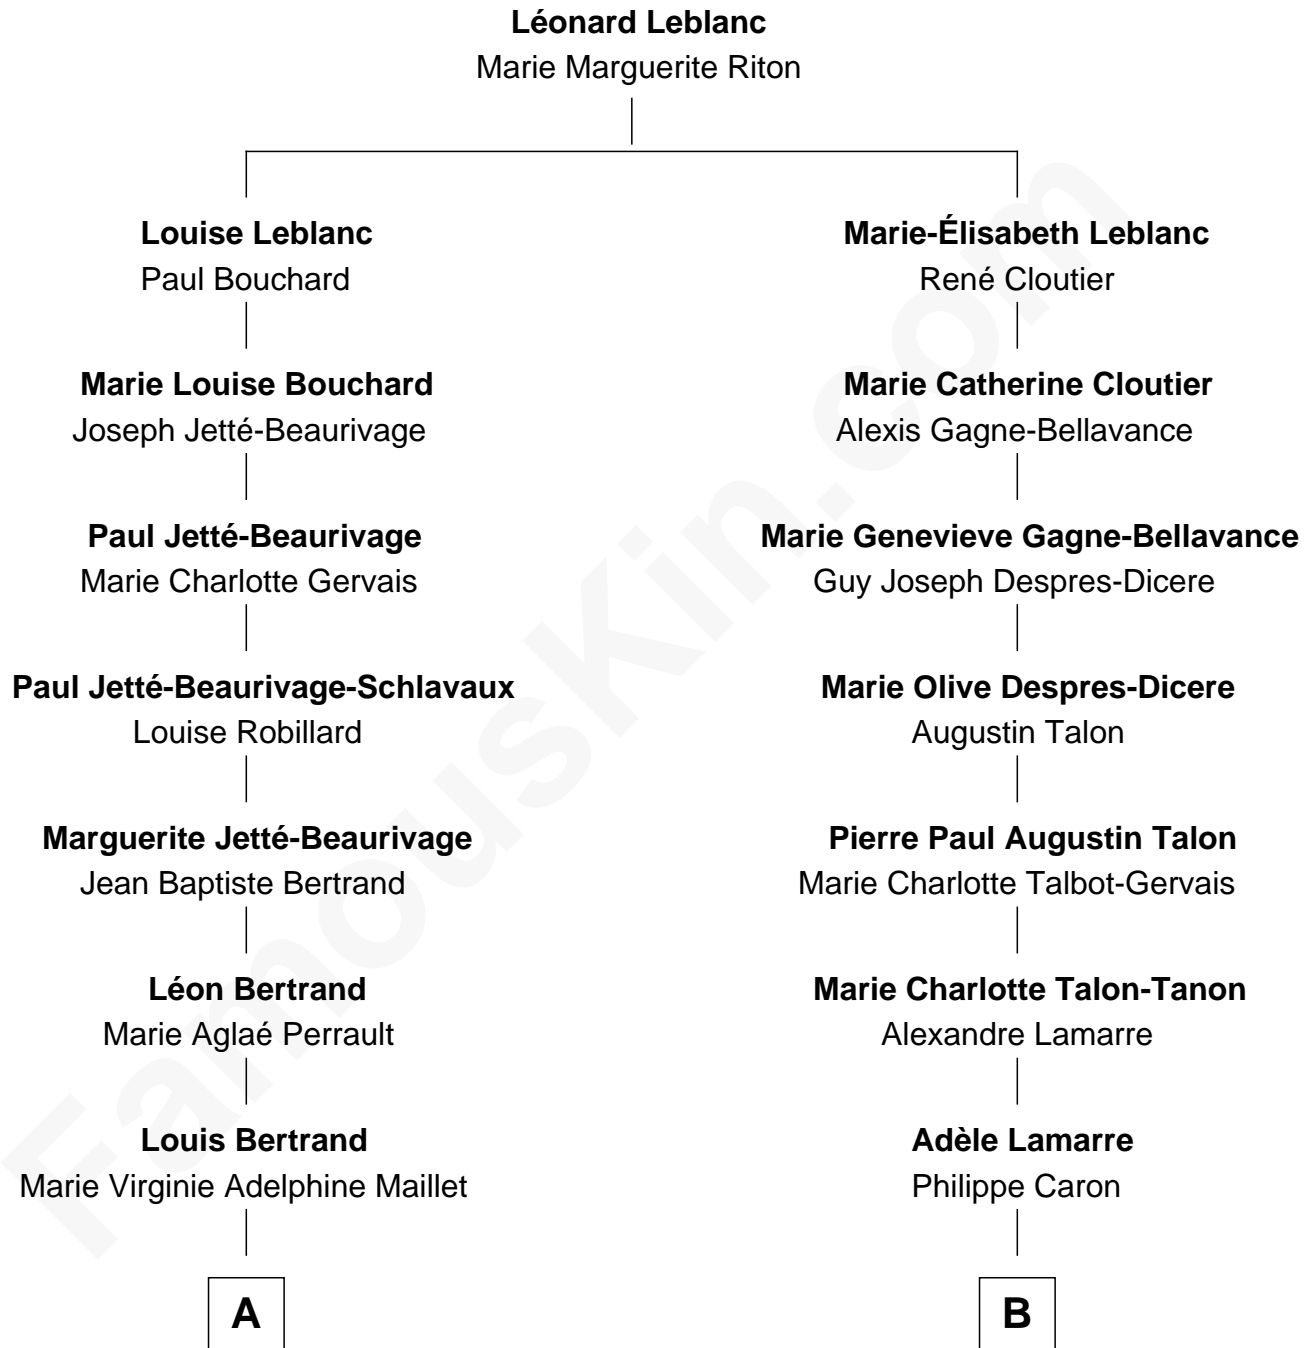 Léonard Leblanc
Marie Marguerite Riton
Louise Leblanc
Paul Bouchard
Marie-Élisabeth Leblanc
René Cloutier
Marie Louise Bouchard
Joseph Jetté-Beaurivage
Marie Catherine Cloutier
Alexis Gagne-Bellavance
Paul Jetté-Beaurivage
Marie Charlotte Gervais
Marie Genevieve Gagne-Bellavance
Guy Joseph Despres-Dicere
Paul Jetté-Beaurivage-Schlavaux
Louise Robillard
Marie Olive Despres-Dicere
Augustin Talon
Marguerite Jetté-Beaurivage
Jean Baptiste Bertrand
Pierre Paul Augustin Talon
Marie Charlotte Talbot-Gervais
Léon Bertrand
Marie Aglaé Perrault
Marie Charlotte Talon-Tanon
Alexandre Lamarre
Louis Bertrand
Marie Virginie Adelphine Maillet
Adèle Lamarre
Philippe Caron
A
B
FamousKin.com